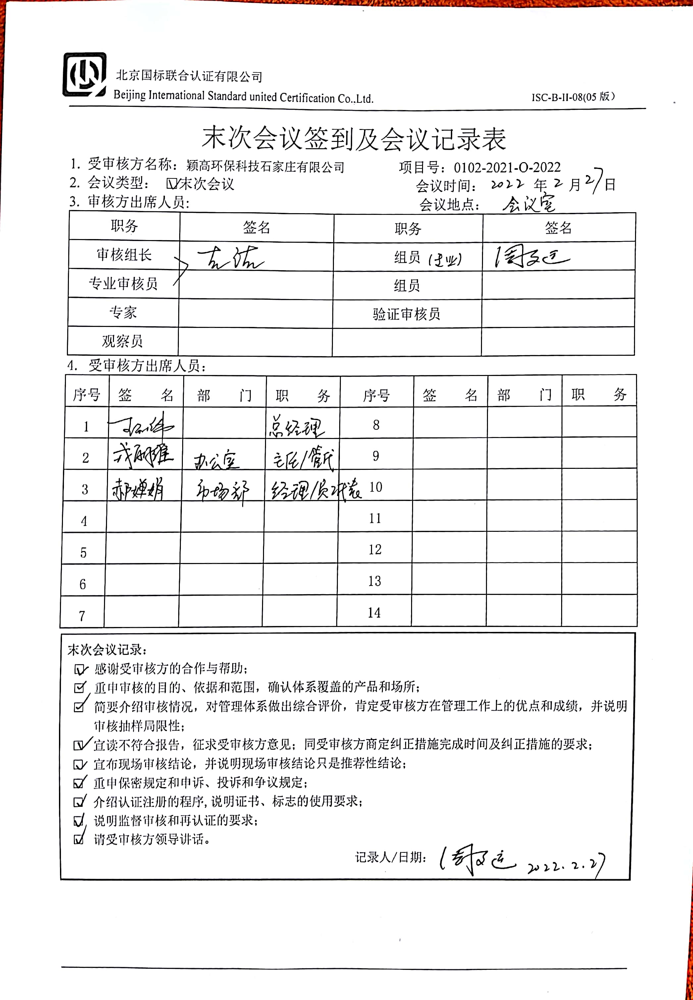 北京国标联合认证有限公司
Beijing International Standard united Certification Co.,Ltd.
ISC-B-II-08(05 版)
末次会议签到及会议记录表
1. 受审核方名称：颖高环保科技石家庄有限公司 项目号：0102-2021-O-2022
2. 会议类型： ☑末次会议 会议时间： 2022 年 2 月 27 日
3. 审核方出席人员: 会议地点： 会议室
职务 签名 职务 签名
审核组长 组员 (专业)
专业审核员 组员
专家 验证审核员
观察员
4. 受审核方出席人员：
序号 签 名 部 门 职 务 序号 签 名 部 门 职 务
1 总经理 8
2 办公室 主任/管代 9
3 郝婵娟 市场部 经理/员工代表 10
4 11
5 12
6 13
7 14
末次会议记录：
☑ 感谢受审核方的合作与帮助；
☑ 重申审核的目的、依据和范围，确认体系覆盖的产品和场所；
☑ 简要介绍审核情况，对管理体系做出综合评价，肯定受审核方在管理工作上的优点和成绩，并说明
审核抽样局限性；
☑ 宣读不符合报告，征求受审核方意见；同受审核方商定纠正措施完成时间及纠正措施的要求；
☑ 宣布现场审核结论，并说明现场审核结论只是推荐性结论；
☑ 重申保密规定和申诉、投诉和争议规定；
☑ 介绍认证注册的程序,说明证书、标志的使用要求；
☑ 说明监督审核和再认证的要求；
☑ 请受审核方领导讲话。
记录人/日期： 2022.2.27